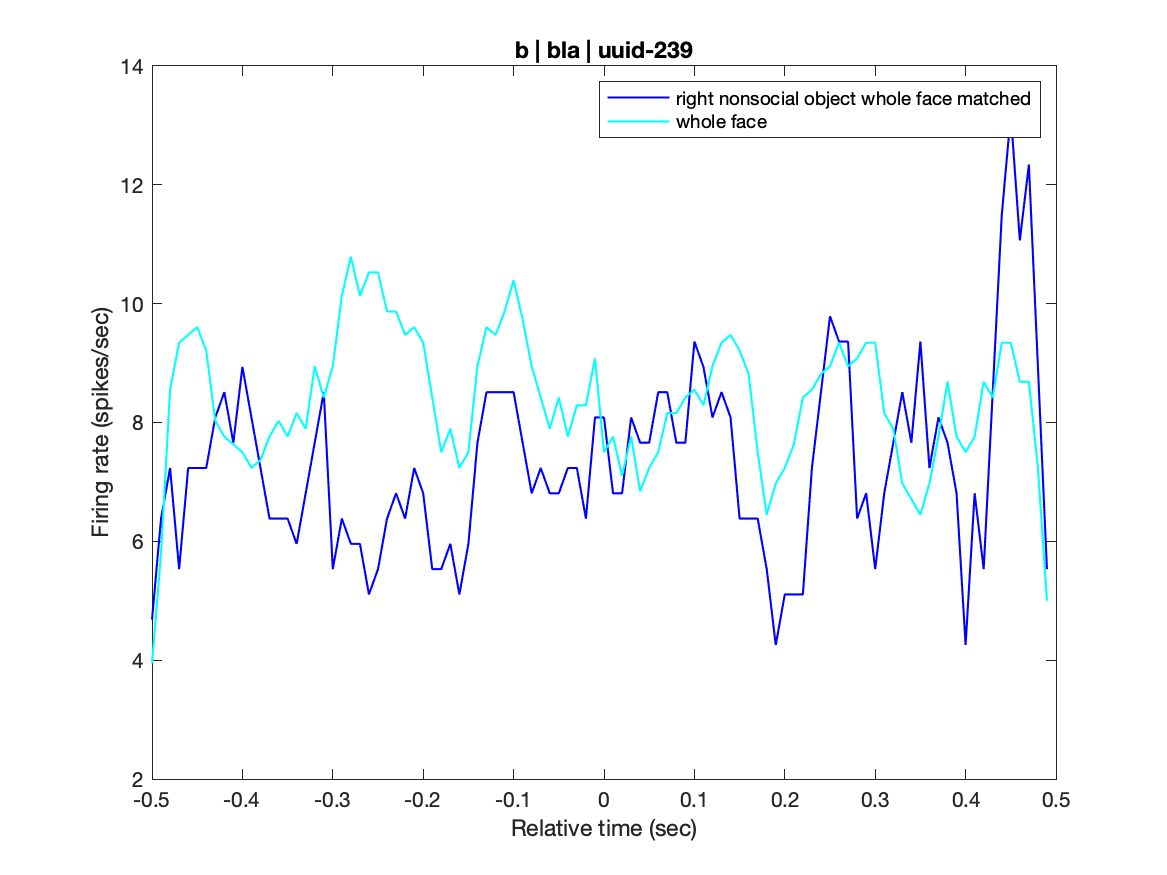 b | bla | uuid-239
right nonsocial object whole face matched
whole face
Firing rate (spikes/sec)
14
12
10
8
6
4
2
-0.5 -0.4 -0.3 -0.2 -0.1 0 0.1 0.2 0.3 0.4 0.5
Relative time (sec)